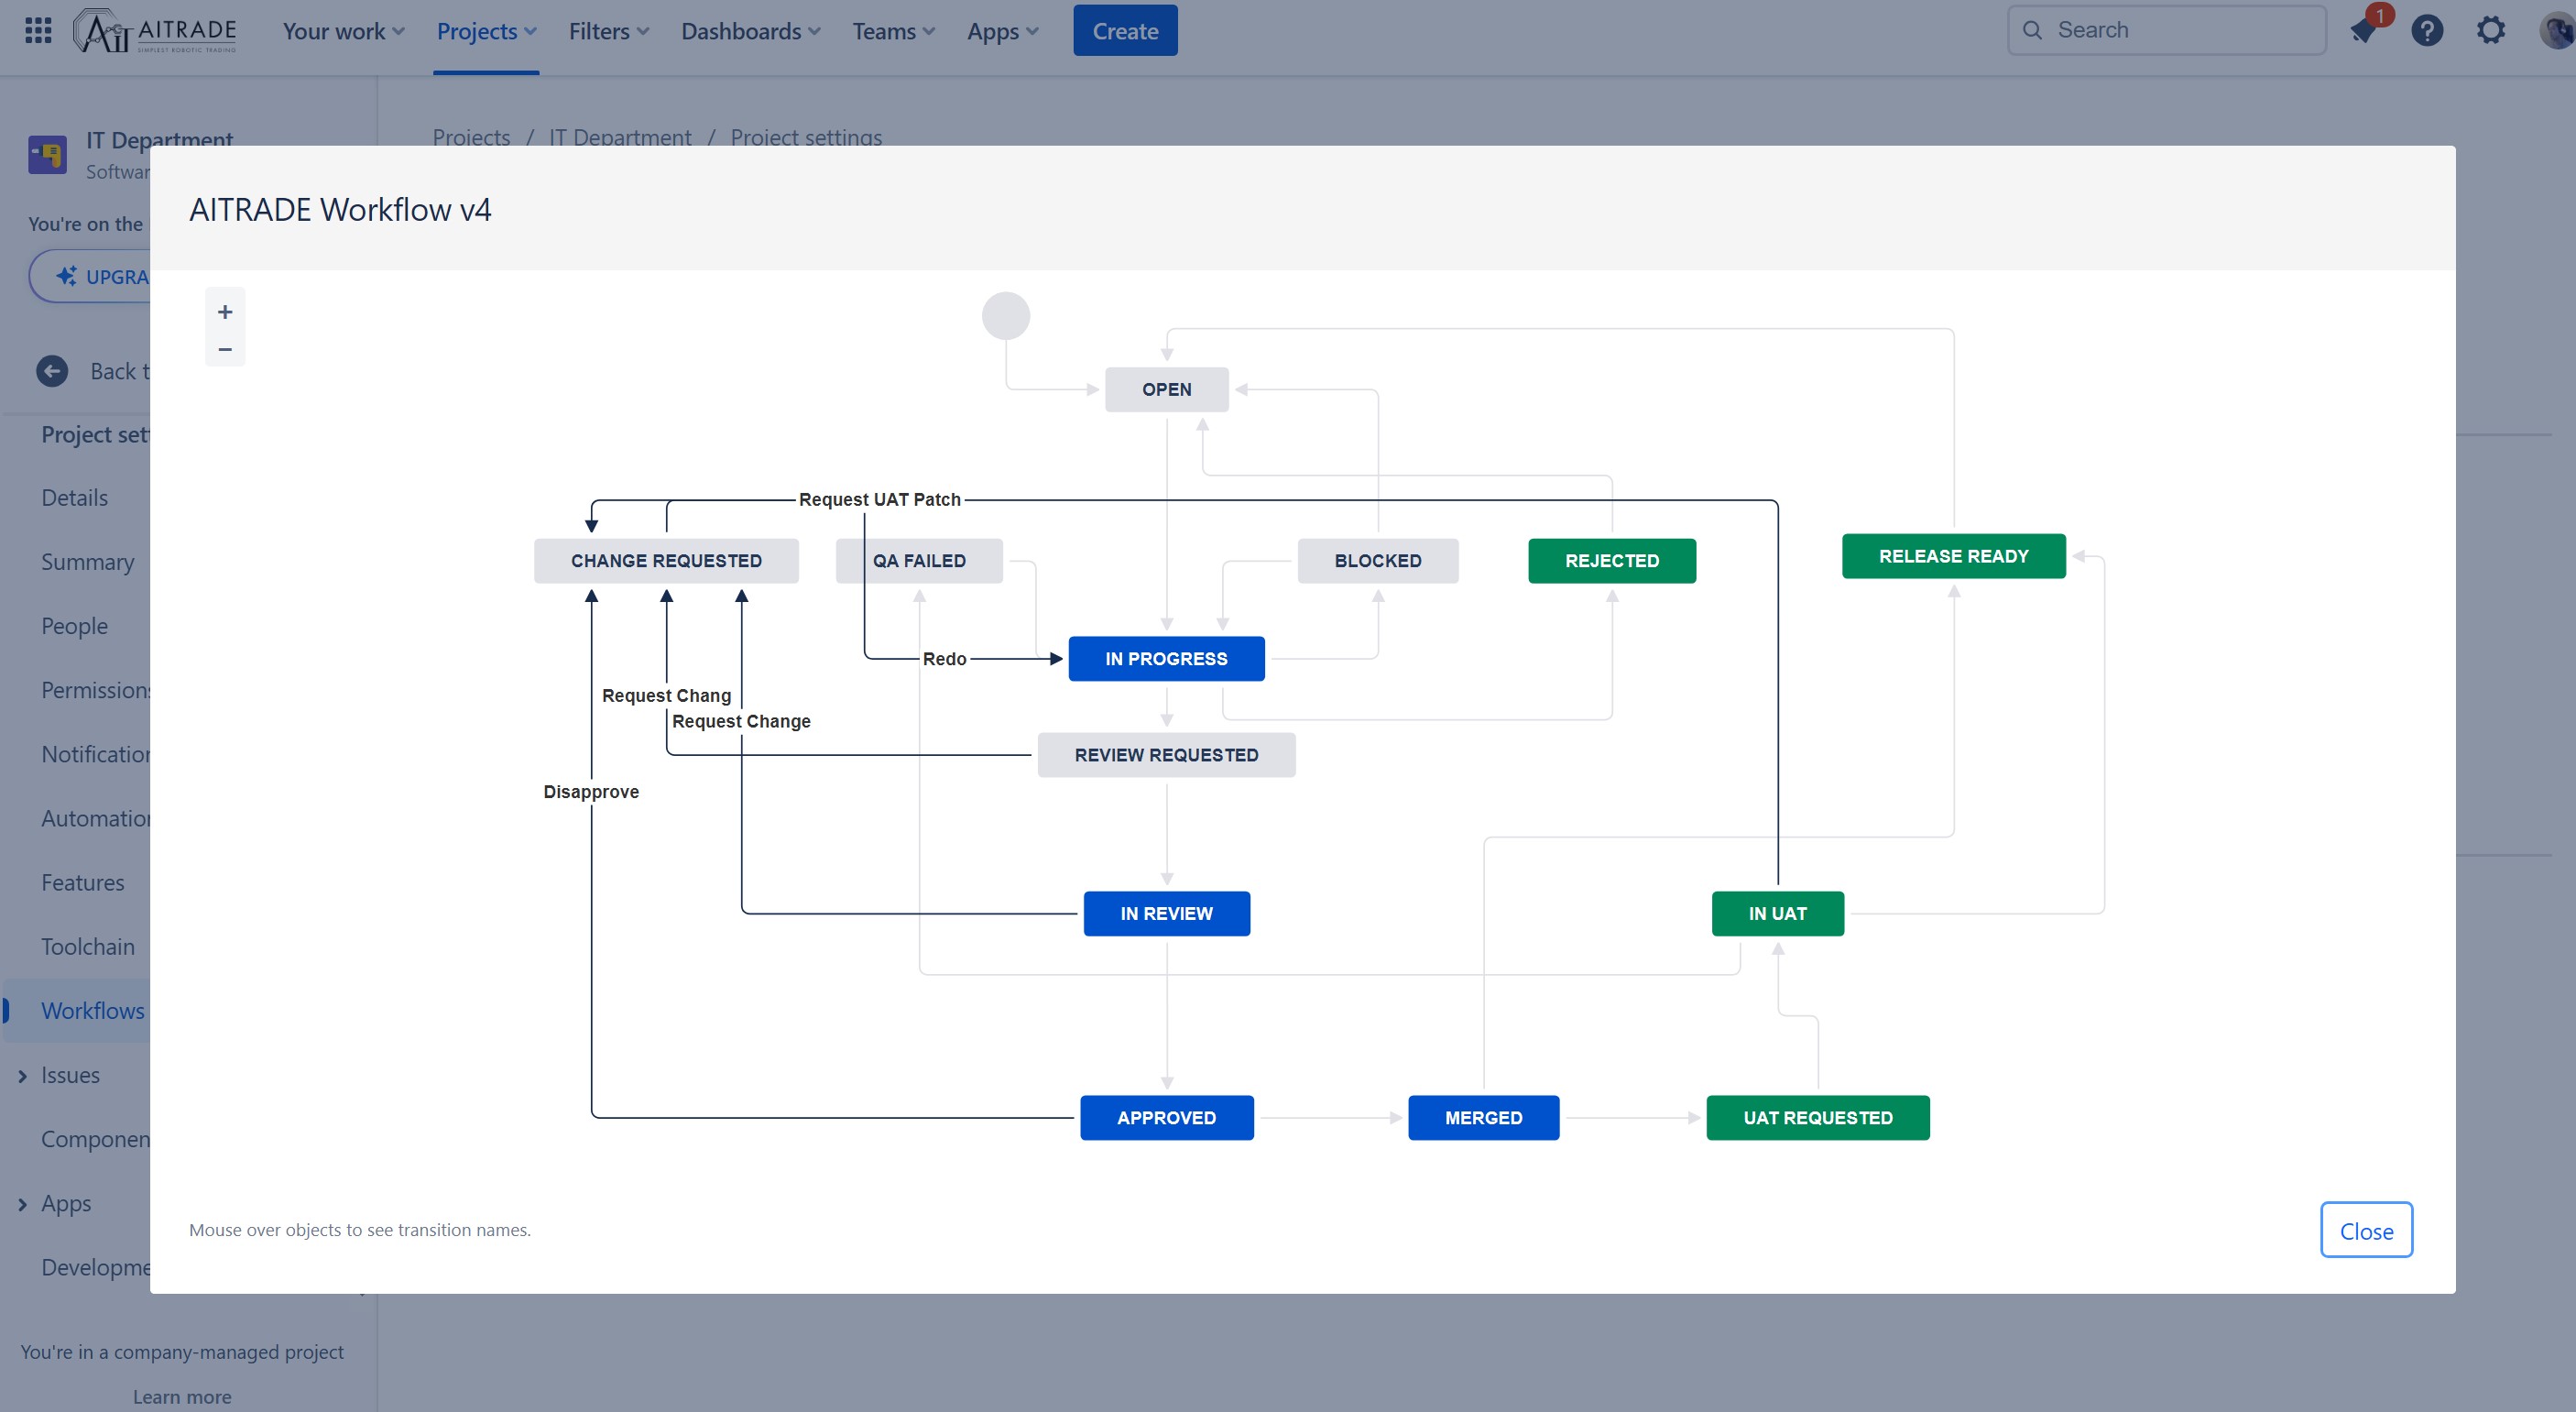 AITRADE
SIMPLEST ROBOTIC TRADING
Your work
Projects
Filters
Dashboards
Teams
Apps
Create
Search
1
?
IT Department
Softwar
Projects / IT Department / Project settings
You're on the
UPGRA
Back t
Project set
Details
Summary
People
Permissions
Notification
Automation
Features
Toolchain
Workflows
Issues
Componen
Apps
Developme
You're in a company-managed project
Learn more
AITRADE Workflow v4
+
−
OPEN
Request UAT Patch
CHANGE REQUESTED
QA FAILED
BLOCKED
REJECTED
RELEASE READY
Redo
IN PROGRESS
Request Chang
Request Change
REVIEW REQUESTED
Disapprove
IN REVIEW
IN UAT
APPROVED
MERGED
UAT REQUESTED
Mouse over objects to see transition names.
Close